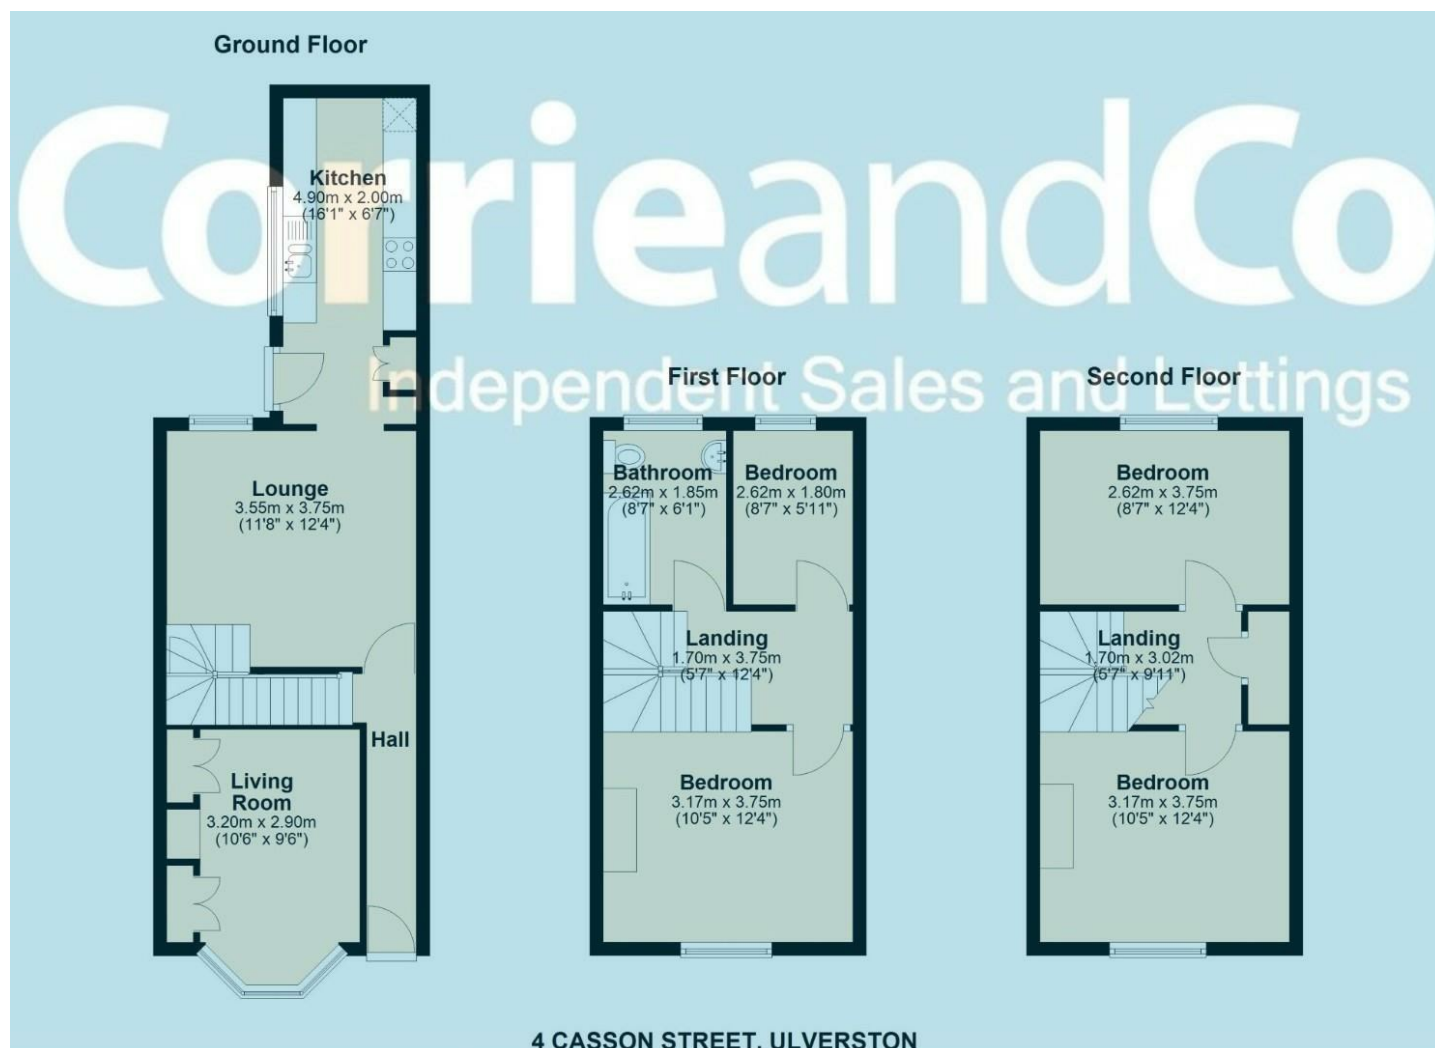 Ground Floor
CorrieandCo
Independent Sales and Lettings
Kitchen
4.90m x 2.00m
(16'1" x 6'7")
Lounge
3.55m x 3.75m
(11'8" x 12'4")
Hall
Living
Room
3.20m x 2.90m
(10'6" x 9'6")
First Floor
Bathroom
2.62m x 1.85m
(8'7" x 6'1")
Bedroom
2.62m x 1.80m
(8'7" x 5'11")
Landing
1.70m x 3.75m
(5'7" x 12'4")
Bedroom
3.17m x 3.75m
(10'5" x 12'4")
Second Floor
Bedroom
2.62m x 3.75m
(8'7" x 12'4")
Landing
1.70m x 3.02m
(5'7" x 9'11")
Bedroom
3.17m x 3.75m
(10'5" x 12'4")
4 CASSON STREET, ULVERSTON